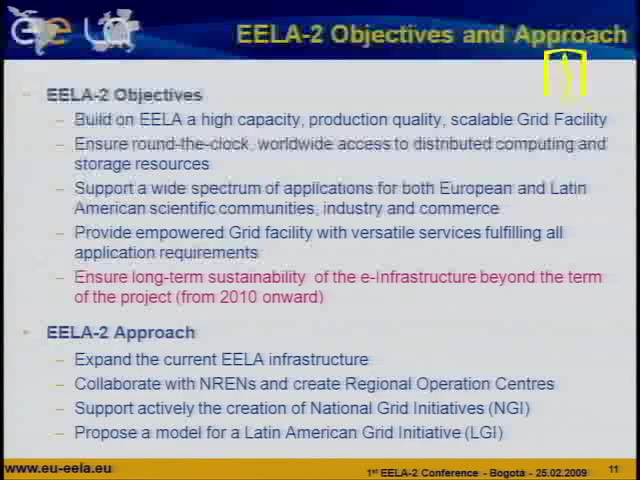 EELA-2 Objectives and Approach
EELA-2 Objectives
– Build on EELA a high capacity, production quality, scalable Grid Facility
– Ensure round-the-clock, worldwide access to distributed computing and
storage resources
– Support a wide spectrum of applications for both European and Latin
American scientific communities, industry and commerce
– Provide empowered Grid facility with versatile services fulfilling all
application requirements
– Ensure long-term sustainability of the e-Infrastructure beyond the term
of the project (from 2010 onward)
EELA-2 Approach
– Expand the current EELA infrastructure
– Collaborate with NRENs and create Regional Operation Centres
– Support actively the creation of National Grid Initiatives (NGI)
– Propose a model for a Latin American Grid Initiative (LGI)
www.eu-eela.eu
1st EELA-2 Conference - Bogotá - 25.02.2009
11